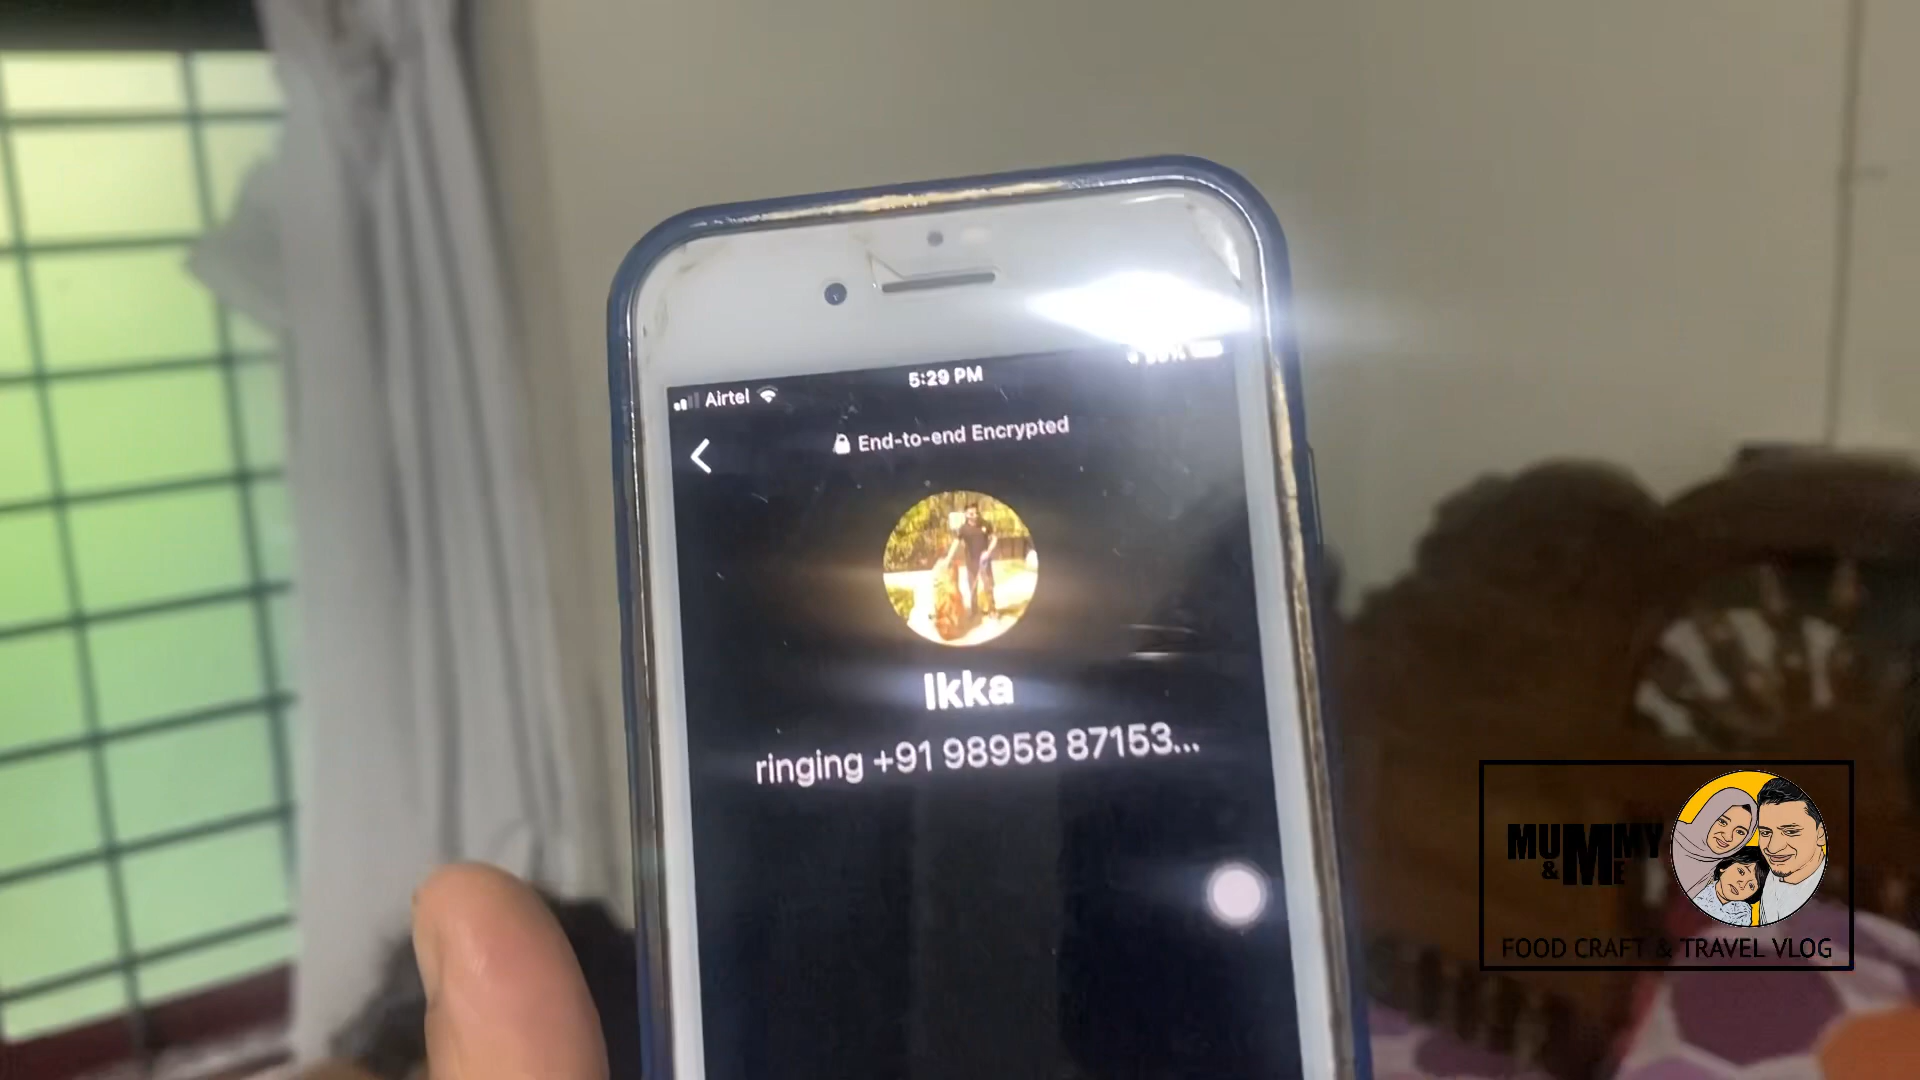 Airtel
5:29 PM
End-to-end Encrypted
Ikka
ringing +91 98958 87153...
MUMMY
& ME
FOOD CRAFT & TRAVEL VLOG